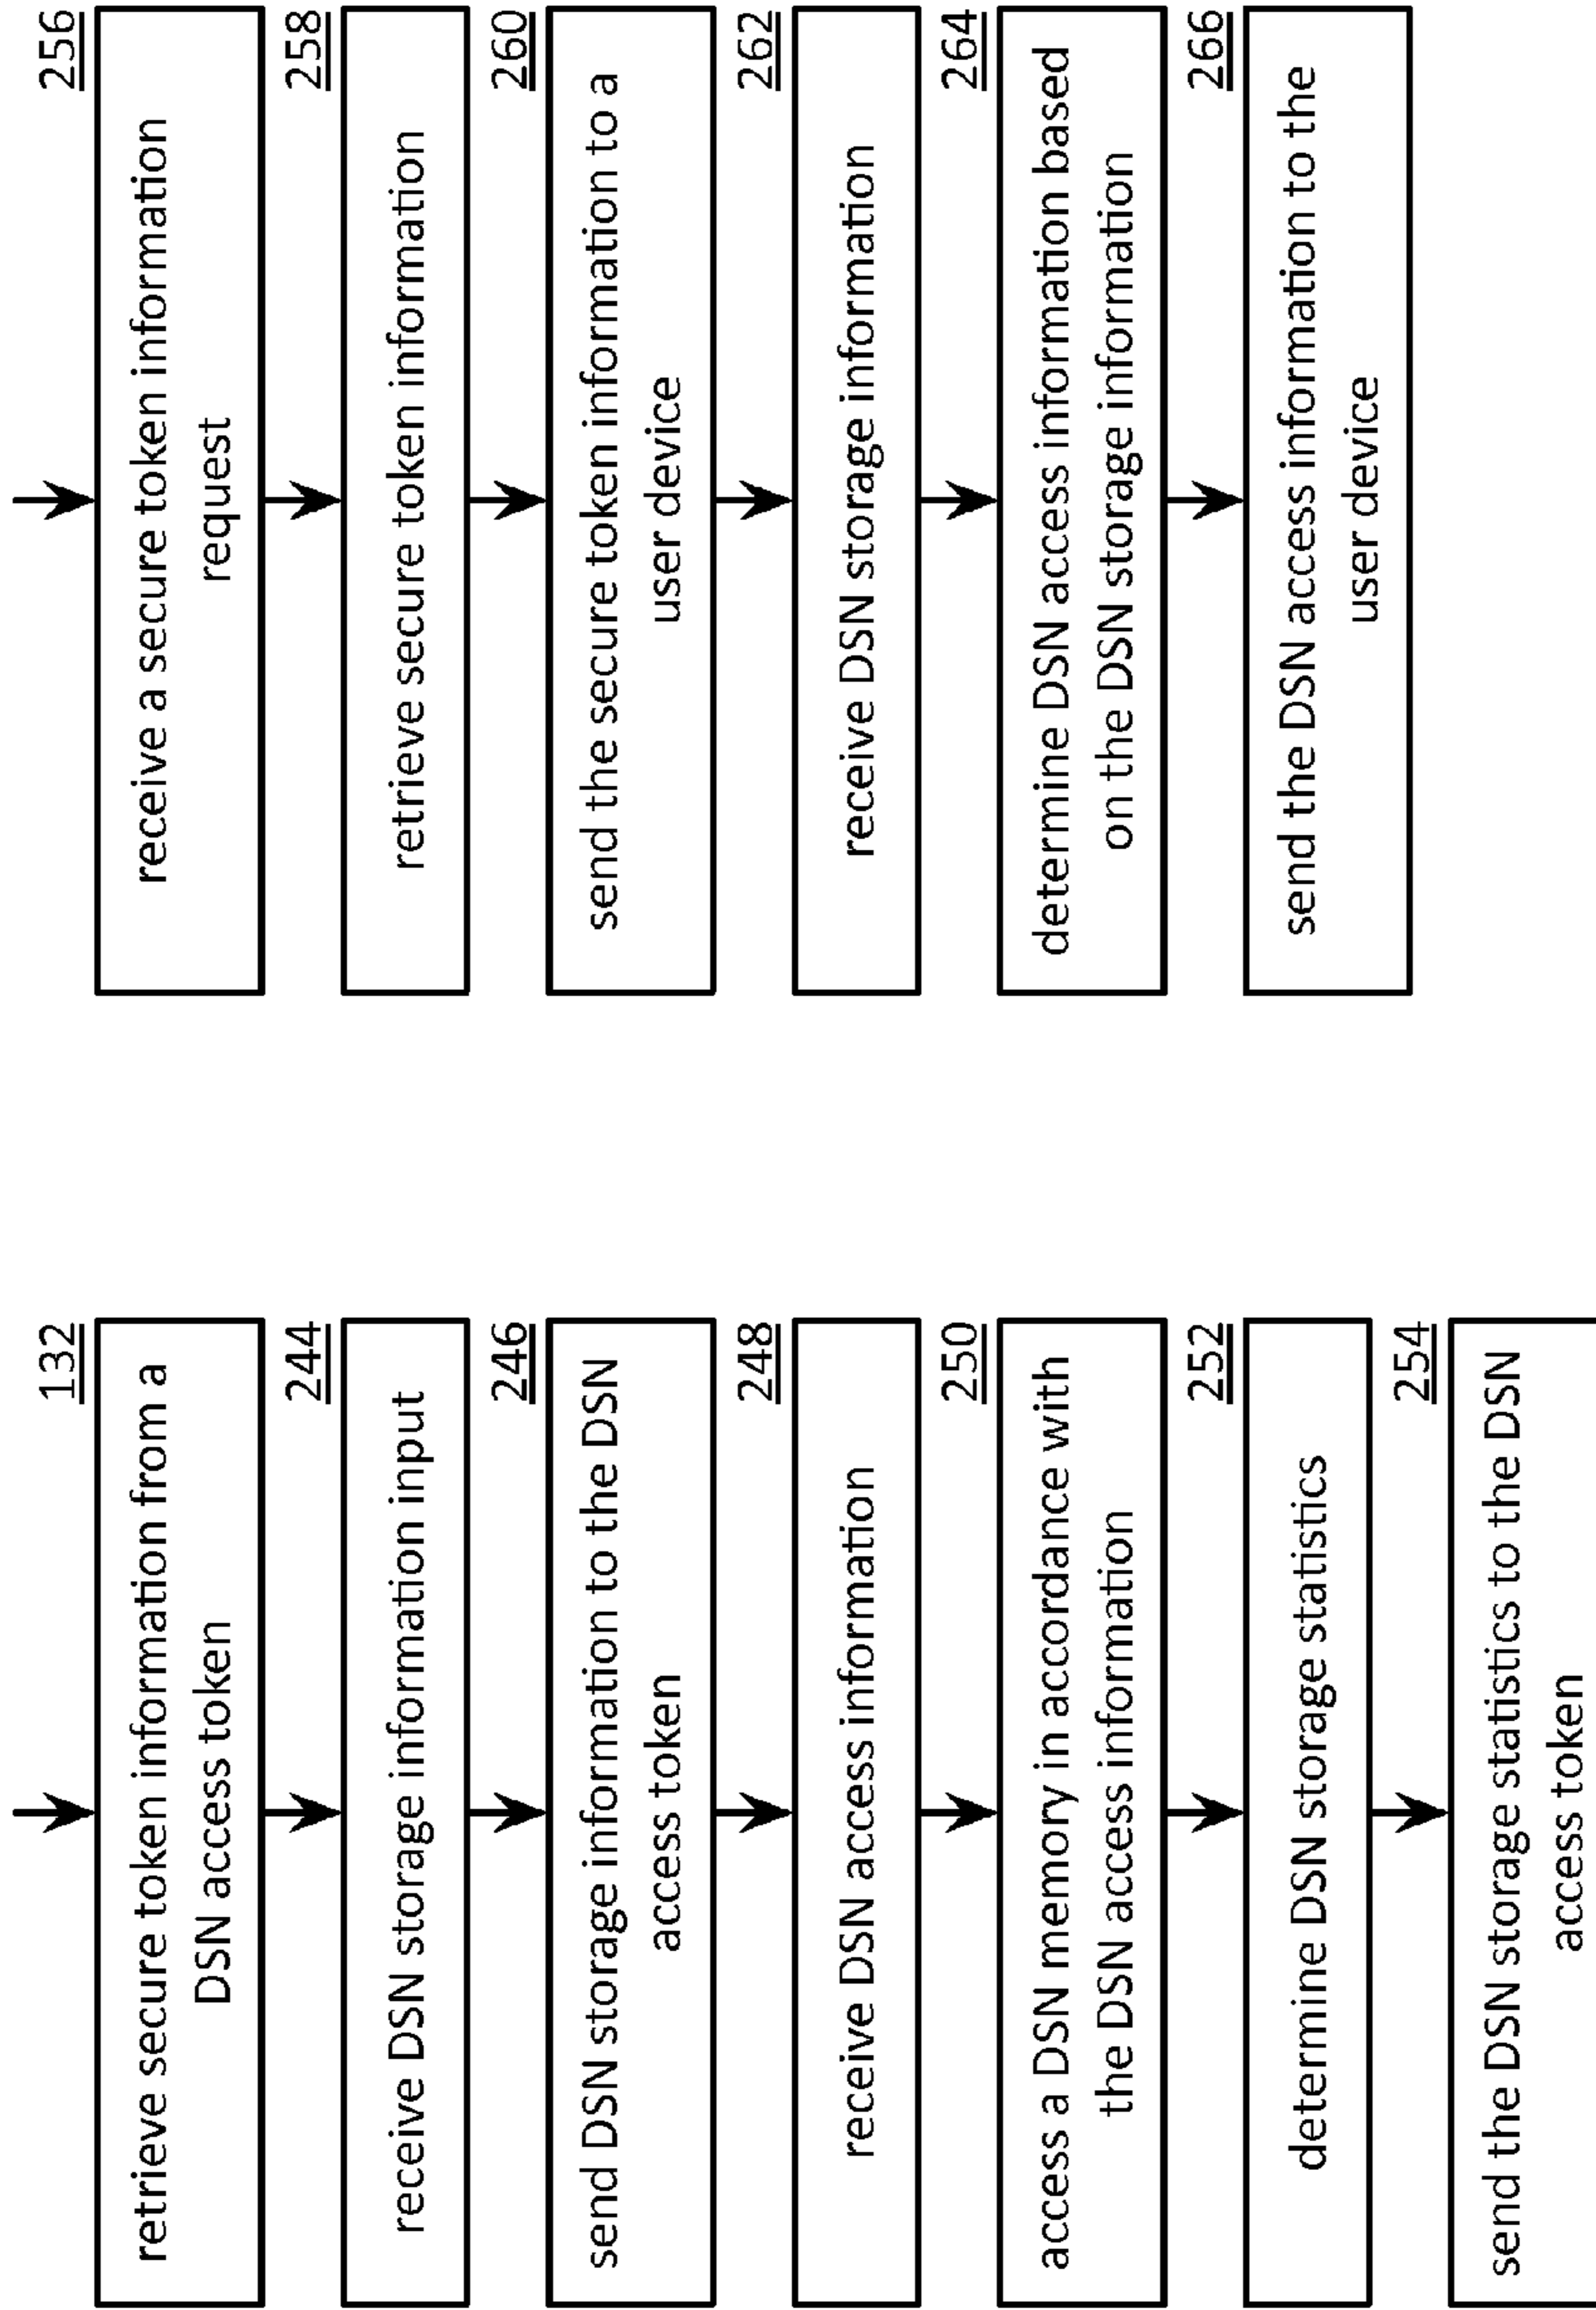 132
retrieve secure token information from a
DSN access token
244
receive DSN storage information input
246
send DSN storage information to the DSN
access token
248
receive DSN access information
250
access a DSN memory in accordance with
the DSN access information
252
determine DSN storage statistics
254
send the DSN storage statistics to the DSN
access token
256
receive a secure token information
request
258
retrieve secure token information
260
send the secure token information to a
user device
262
receive DSN storage information
264
determine DSN access information based
on the DSN storage information
266
send the DSN access information to the
user device